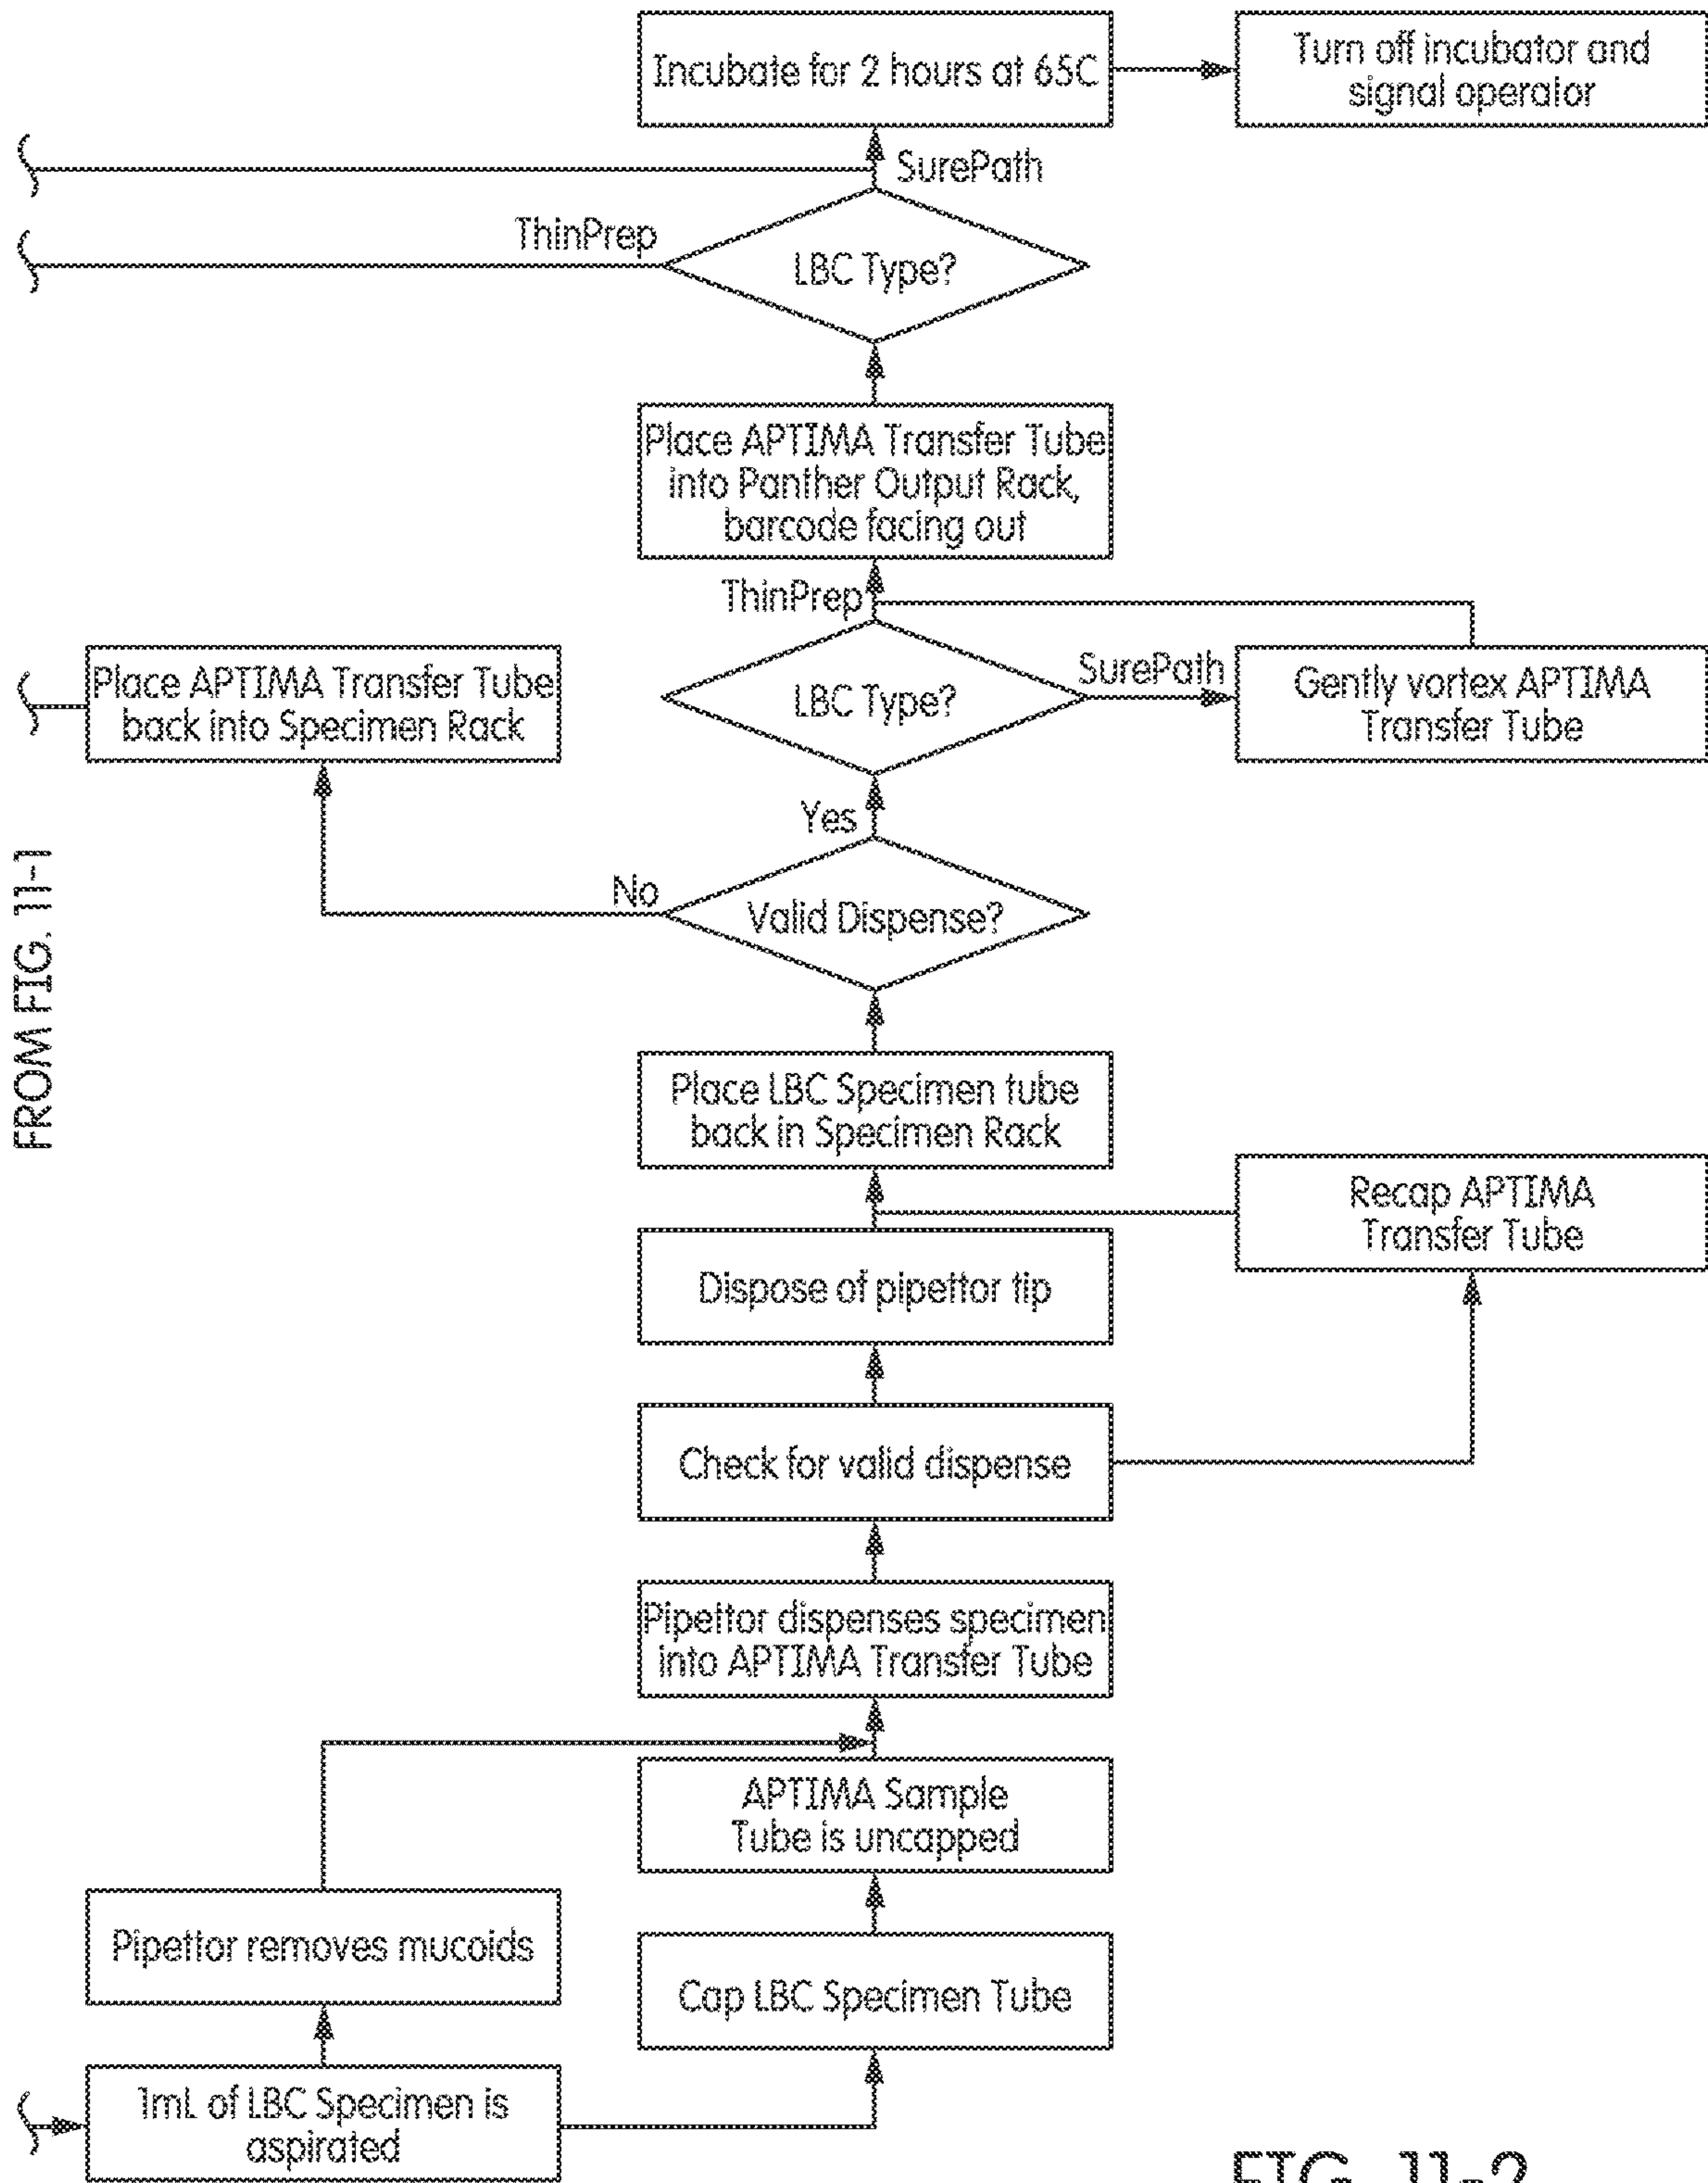 Incubate for 2 hours at 65C
Turn off incubator and
signal operator
SurePath
ThinPrep
LBC Type?
Place APTIMA Transfer Tube
into Panther Output Rack,
barcode facing out
ThinPrep
Place APTIMA Transfer Tube
back into Specimen Rack
LBC Type?
SurePath
Gently vortex APTIMA
Transfer Tube
Yes
No
Valid Dispense?
FROM FIG. 11-1
Place LBC Specimen tube
back in Specimen Rack
Recap APTIMA
Transfer Tube
Dispose of pipettor tip
Check for valid dispense
Pipettor dispenses specimen
into APTIMA Transfer Tube
APTIMA Sample
Tube is uncapped
Pipettor removes mucoids
Cap LBC Specimen Tube
1mL of LBC Specimen is
aspirated
FIG. 11-2